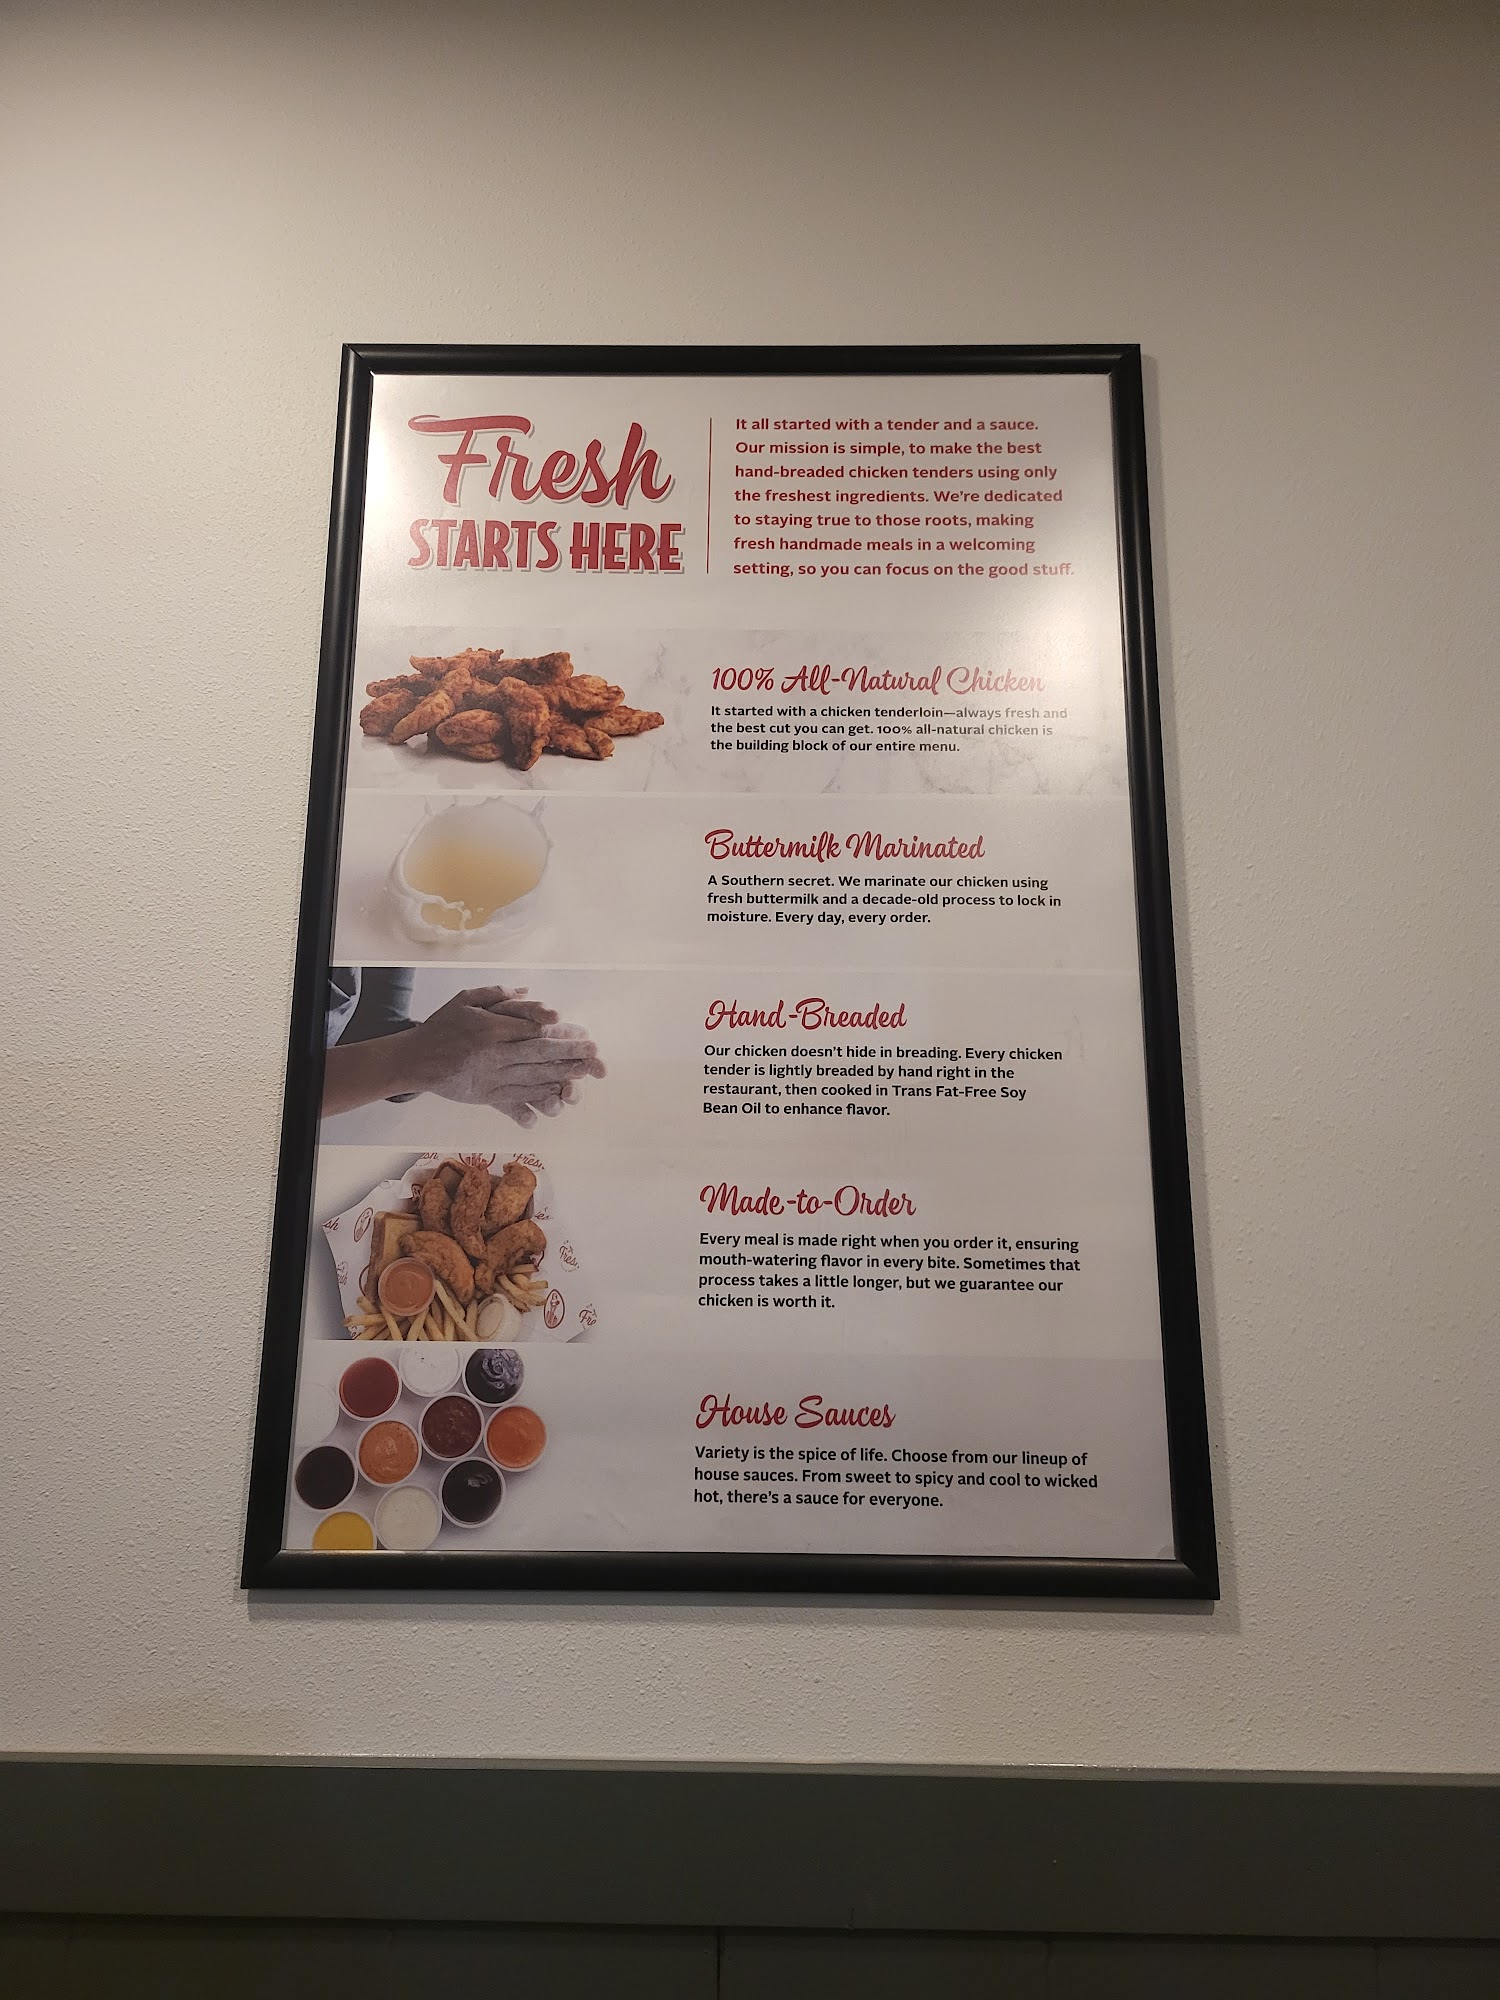 Fresh
STARTS HERE
It all started with a tender and a sauce.
Our mission is simple, to make the best
hand-breaded chicken tenders using only
the freshest ingredients. We're dedicated
to staying true to those roots, making
fresh handmade meals in a welcoming
setting, so you can focus on the good stuff.
100% All-Natural Chicken
It started with a chicken tenderloin—always fresh and
the best cut you can get. 100% all-natural chicken is
the building block of our entire menu.
Buttermilk Marinated
A Southern secret. We marinate our chicken using
fresh buttermilk and a decade-old process to lock in
moisture. Every day, every order.
Hand-Breaded
Our chicken doesn't hide in breading. Every chicken
tender is lightly breaded by hand right in the
restaurant, then cooked in Trans Fat-Free Soy
Bean Oil to enhance flavor.
Made-to-Order
Every meal is made right when you order it, ensuring
mouth-watering flavor in every bite. Sometimes that
process takes a little longer, but we guarantee our
chicken is worth it.
House Sauces
Variety is the spice of life. Choose from our lineup of
house sauces. From sweet to spicy and cool to wicked
hot, there's a sauce for everyone.